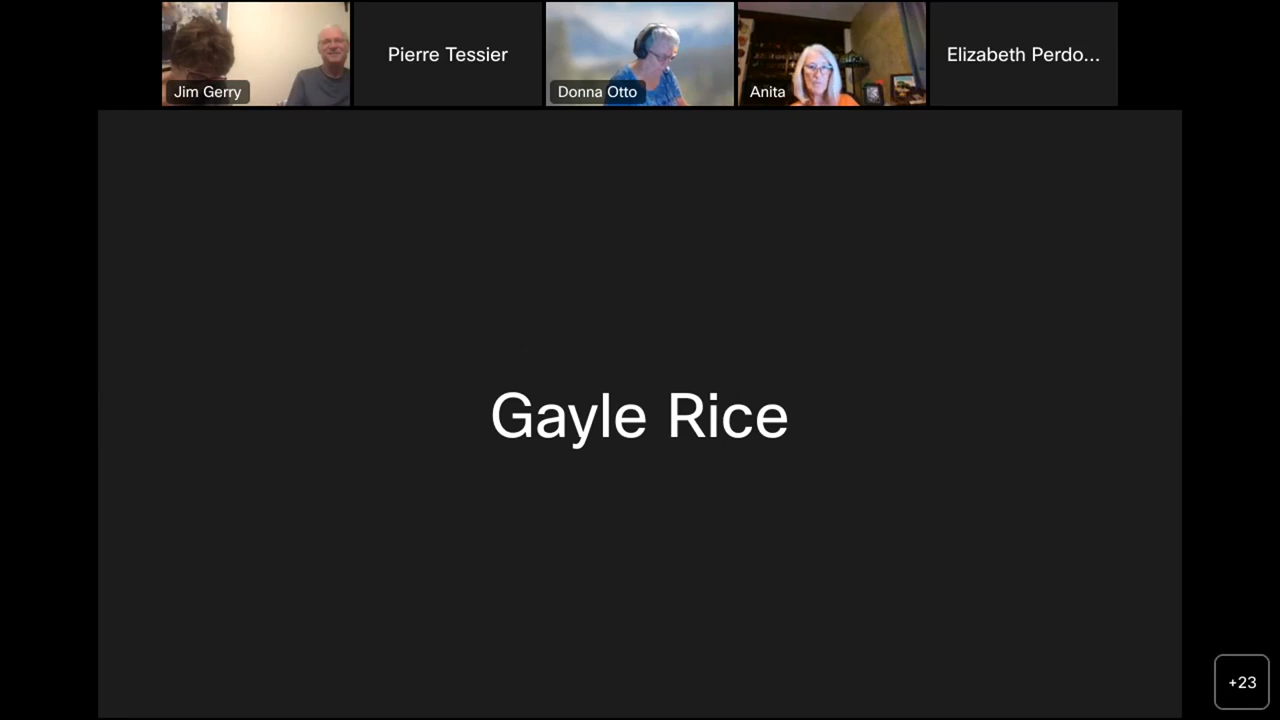 Jim Gerry
Pierre Tessier
Donna Otto
Anita
Elizabeth Perdo...
Gayle Rice
+23